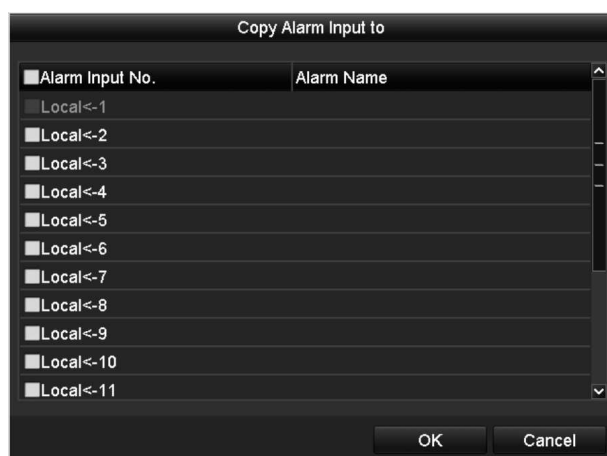 Copy Alarm Input to
Alarm Input No. Alarm Name
Local<-1
Local<-2
Local<-3
Local<-4
Local<-5
Local<-6
Local<-7
Local<-8
Local<-9
Local<-10
Local<-11
OK Cancel